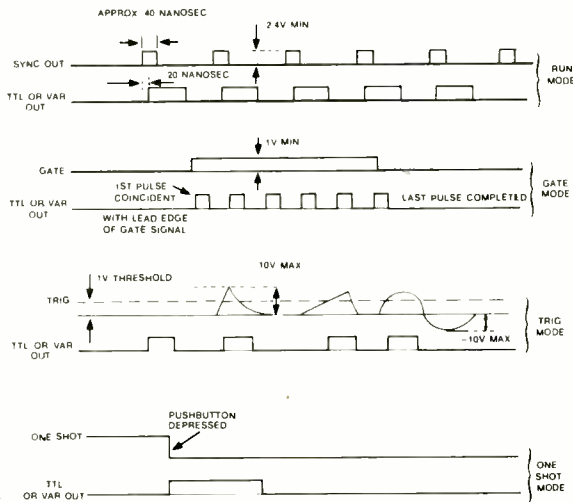 APPROX 40 NANOSEC
2.4V MIN
SYNC OUT
20 NANOSEC
RUN
MODE
TTL OR VAR
OUT
1V MIN
GATE
1ST PULSE
COINCIDENT
LAST PULSE COMPLETED
GATE
MODE
TTL OR VAR
OUT
WITH LEAD EDGE
OF GATE SIGNAL
1V THRESHOLD
10V MAX
TRIG
TRIG
MODE
-10V MAX
TTL OR VAR
OUT
PUSHBUTTON
DEPRESSED
ONE SHOT
ONE
SHOT
MODE
TTL
OR VAR OUT